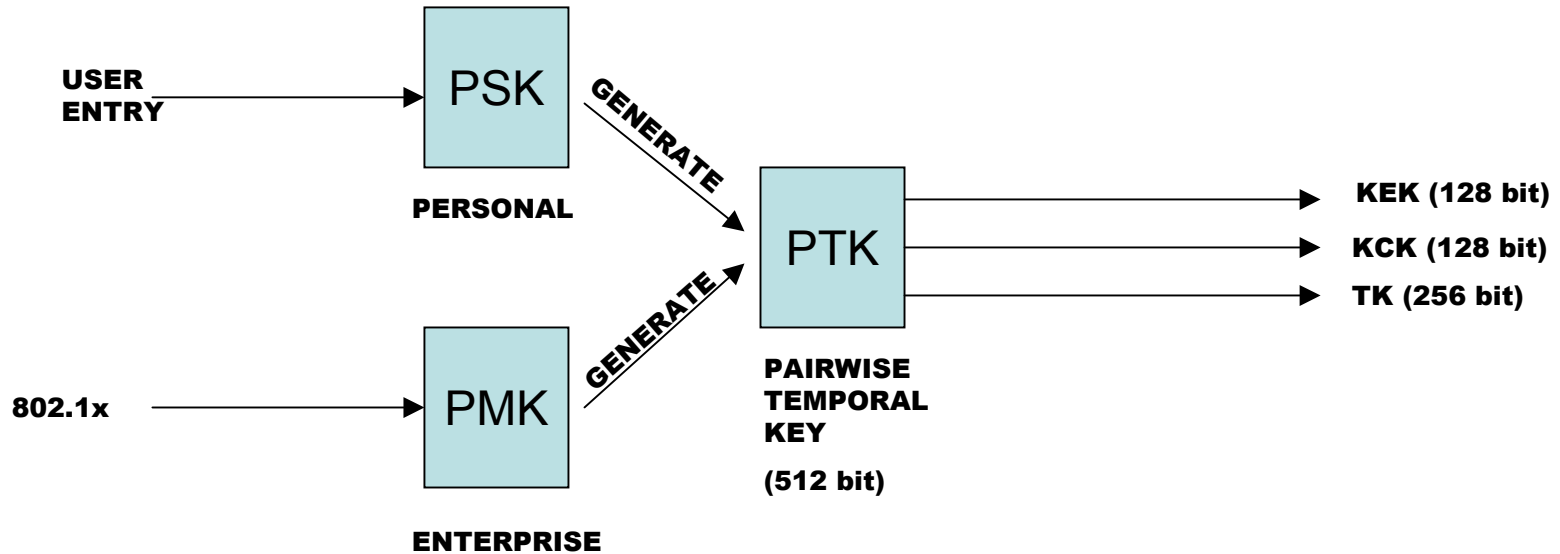 USER
ENTRY
PSK
PERSONAL
GENERATE
802.1x
PMK
ENTERPRISE
GENERATE
PTK
PAIRWISE
TEMPORAL
KEY
(512 bit)
KEK (128 bit)
KCK (128 bit)
TK (256 bit)